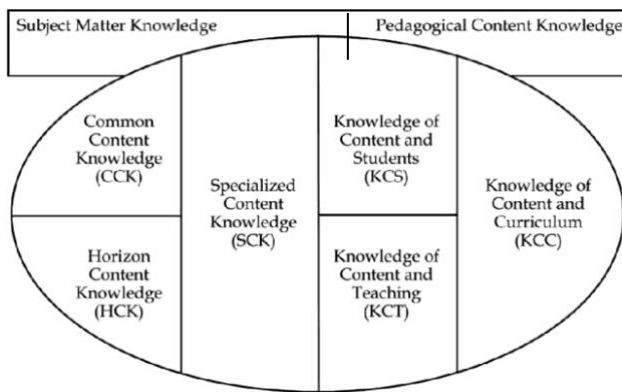 Subject Matter Knowledge
Pedagogical Content Knowledge
Common
Content
Knowledge
(CCK)
Horizon
Content
Knowledge
(HCK)
Specialized
Content
Knowledge
(SCK)
Knowledge of
Content and
Students
(KCS)
Knowledge of
Content and
Teaching
(KCT)
Knowledge of
Content and
Curriculum
(KCC)